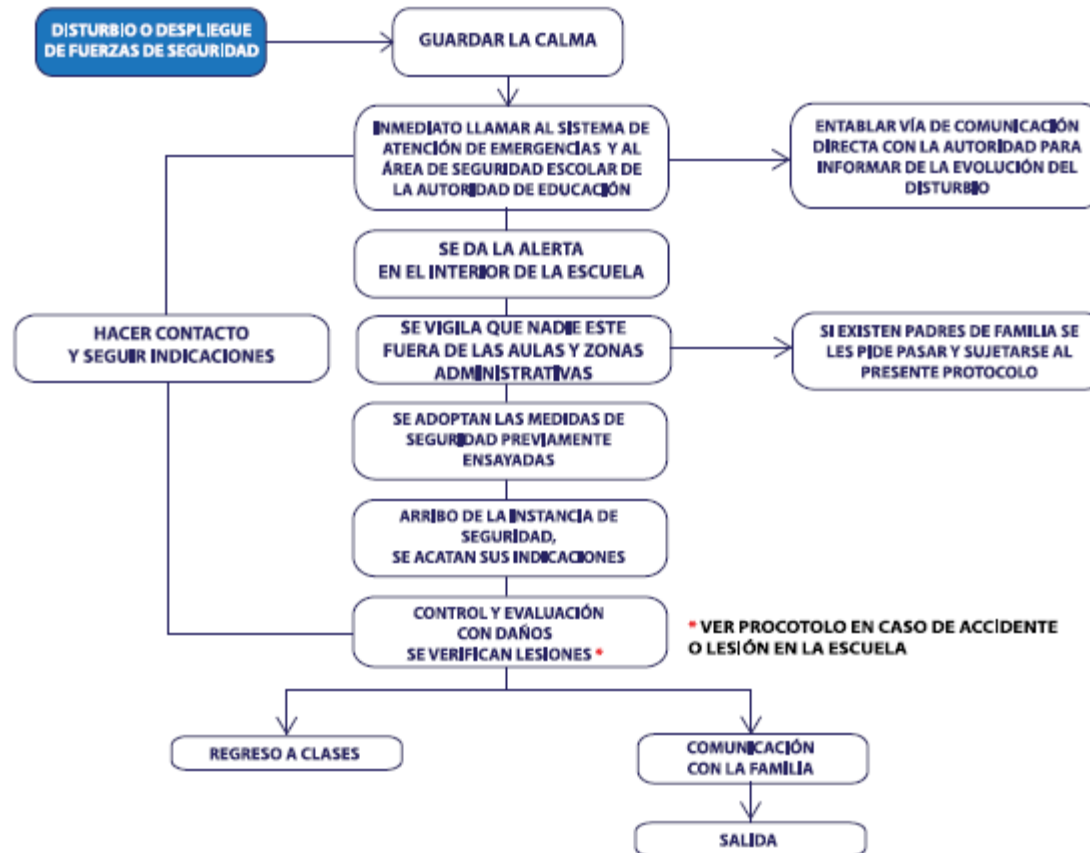 DISTURBIO O DESPLIEGUE
DE FUERZAS DE SEGURIDAD
GUARDAR LA CALMA
INMEDIATO LLAMAR AL SISTEMA DE
ATENCIÓN DE EMERGENCIAS Y AL
ÁREA DE SEGURIDAD ESCOLAR DE
LA AUTORIDAD DE EDUCACIÓN
ENTABLAR VÍA DE COMUNICACIÓN
DIRECTA CON LA AUTORIDAD PARA
INFORMAR DE LA EVOLUCIÓN DEL
DISTURBIO
SE DA LA ALERTA
EN EL INTERIOR DE LA ESCUELA
HACER CONTACTO
Y SEGUIR INDICACIONES
SE VIGILA QUE NADIE ESTE
FUERA DE LAS AULAS Y ZONAS
ADMINISTRATIVAS
SI EXISTEN PADRES DE FAMILIA SE
LES PIDE PASAR Y SUJETARSE AL
PRESENTE PROTOCOLO
SE ADOPTAN LAS MEDIDAS DE
SEGURIDAD PREVIAMENTE
ENSAYADAS
ARRIBO DE LA INSTANCIA DE
SEGURIDAD,
SE ACATAN SUS INDICACIONES
CONTROL Y EVALUACIÓN
CON DAÑOS
SE VERIFICAN LESIONES *
* VER PROCOTOLO EN CASO DE ACCIDENTE
O LESIÓN EN LA ESCUELA
REGRESO A CLASES
COMUNICACIÓN
CON LA FAMILIA
SALIDA